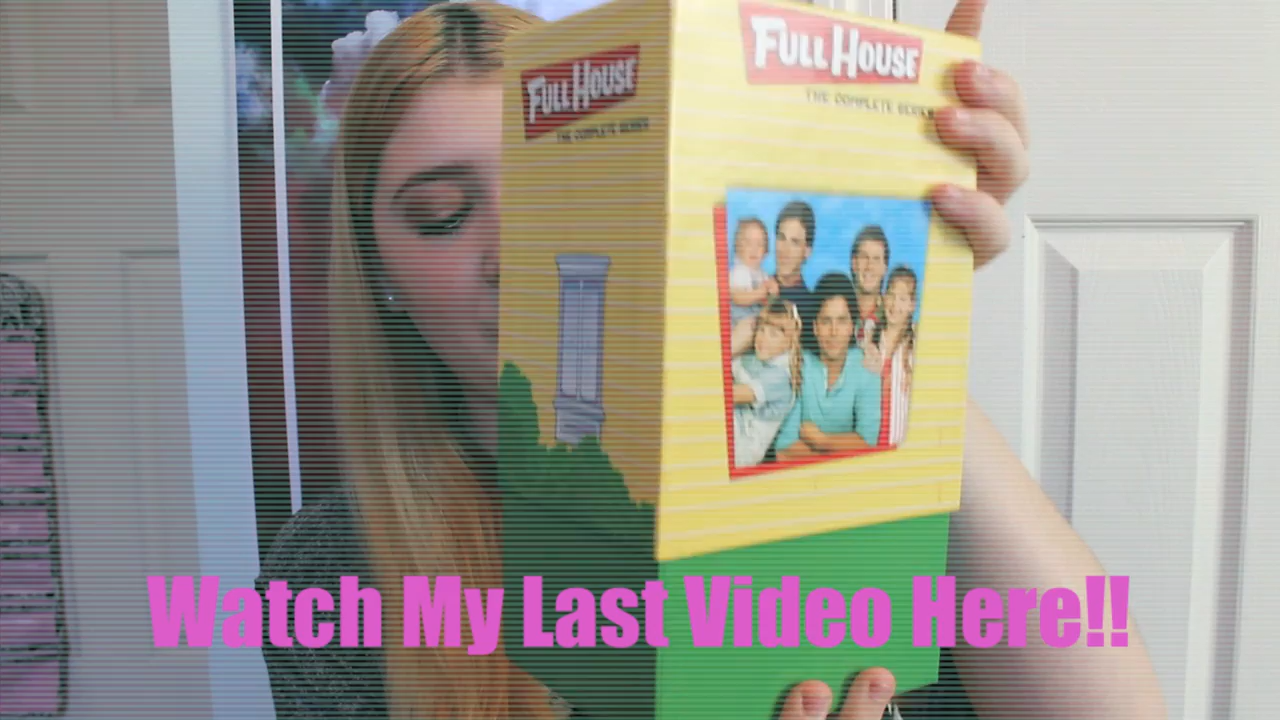 FULL HOUSE
THE COMPLETE SERIES
FULL HOUSE
THE COMPLETE SERIES
Watch My Last Video Here!!